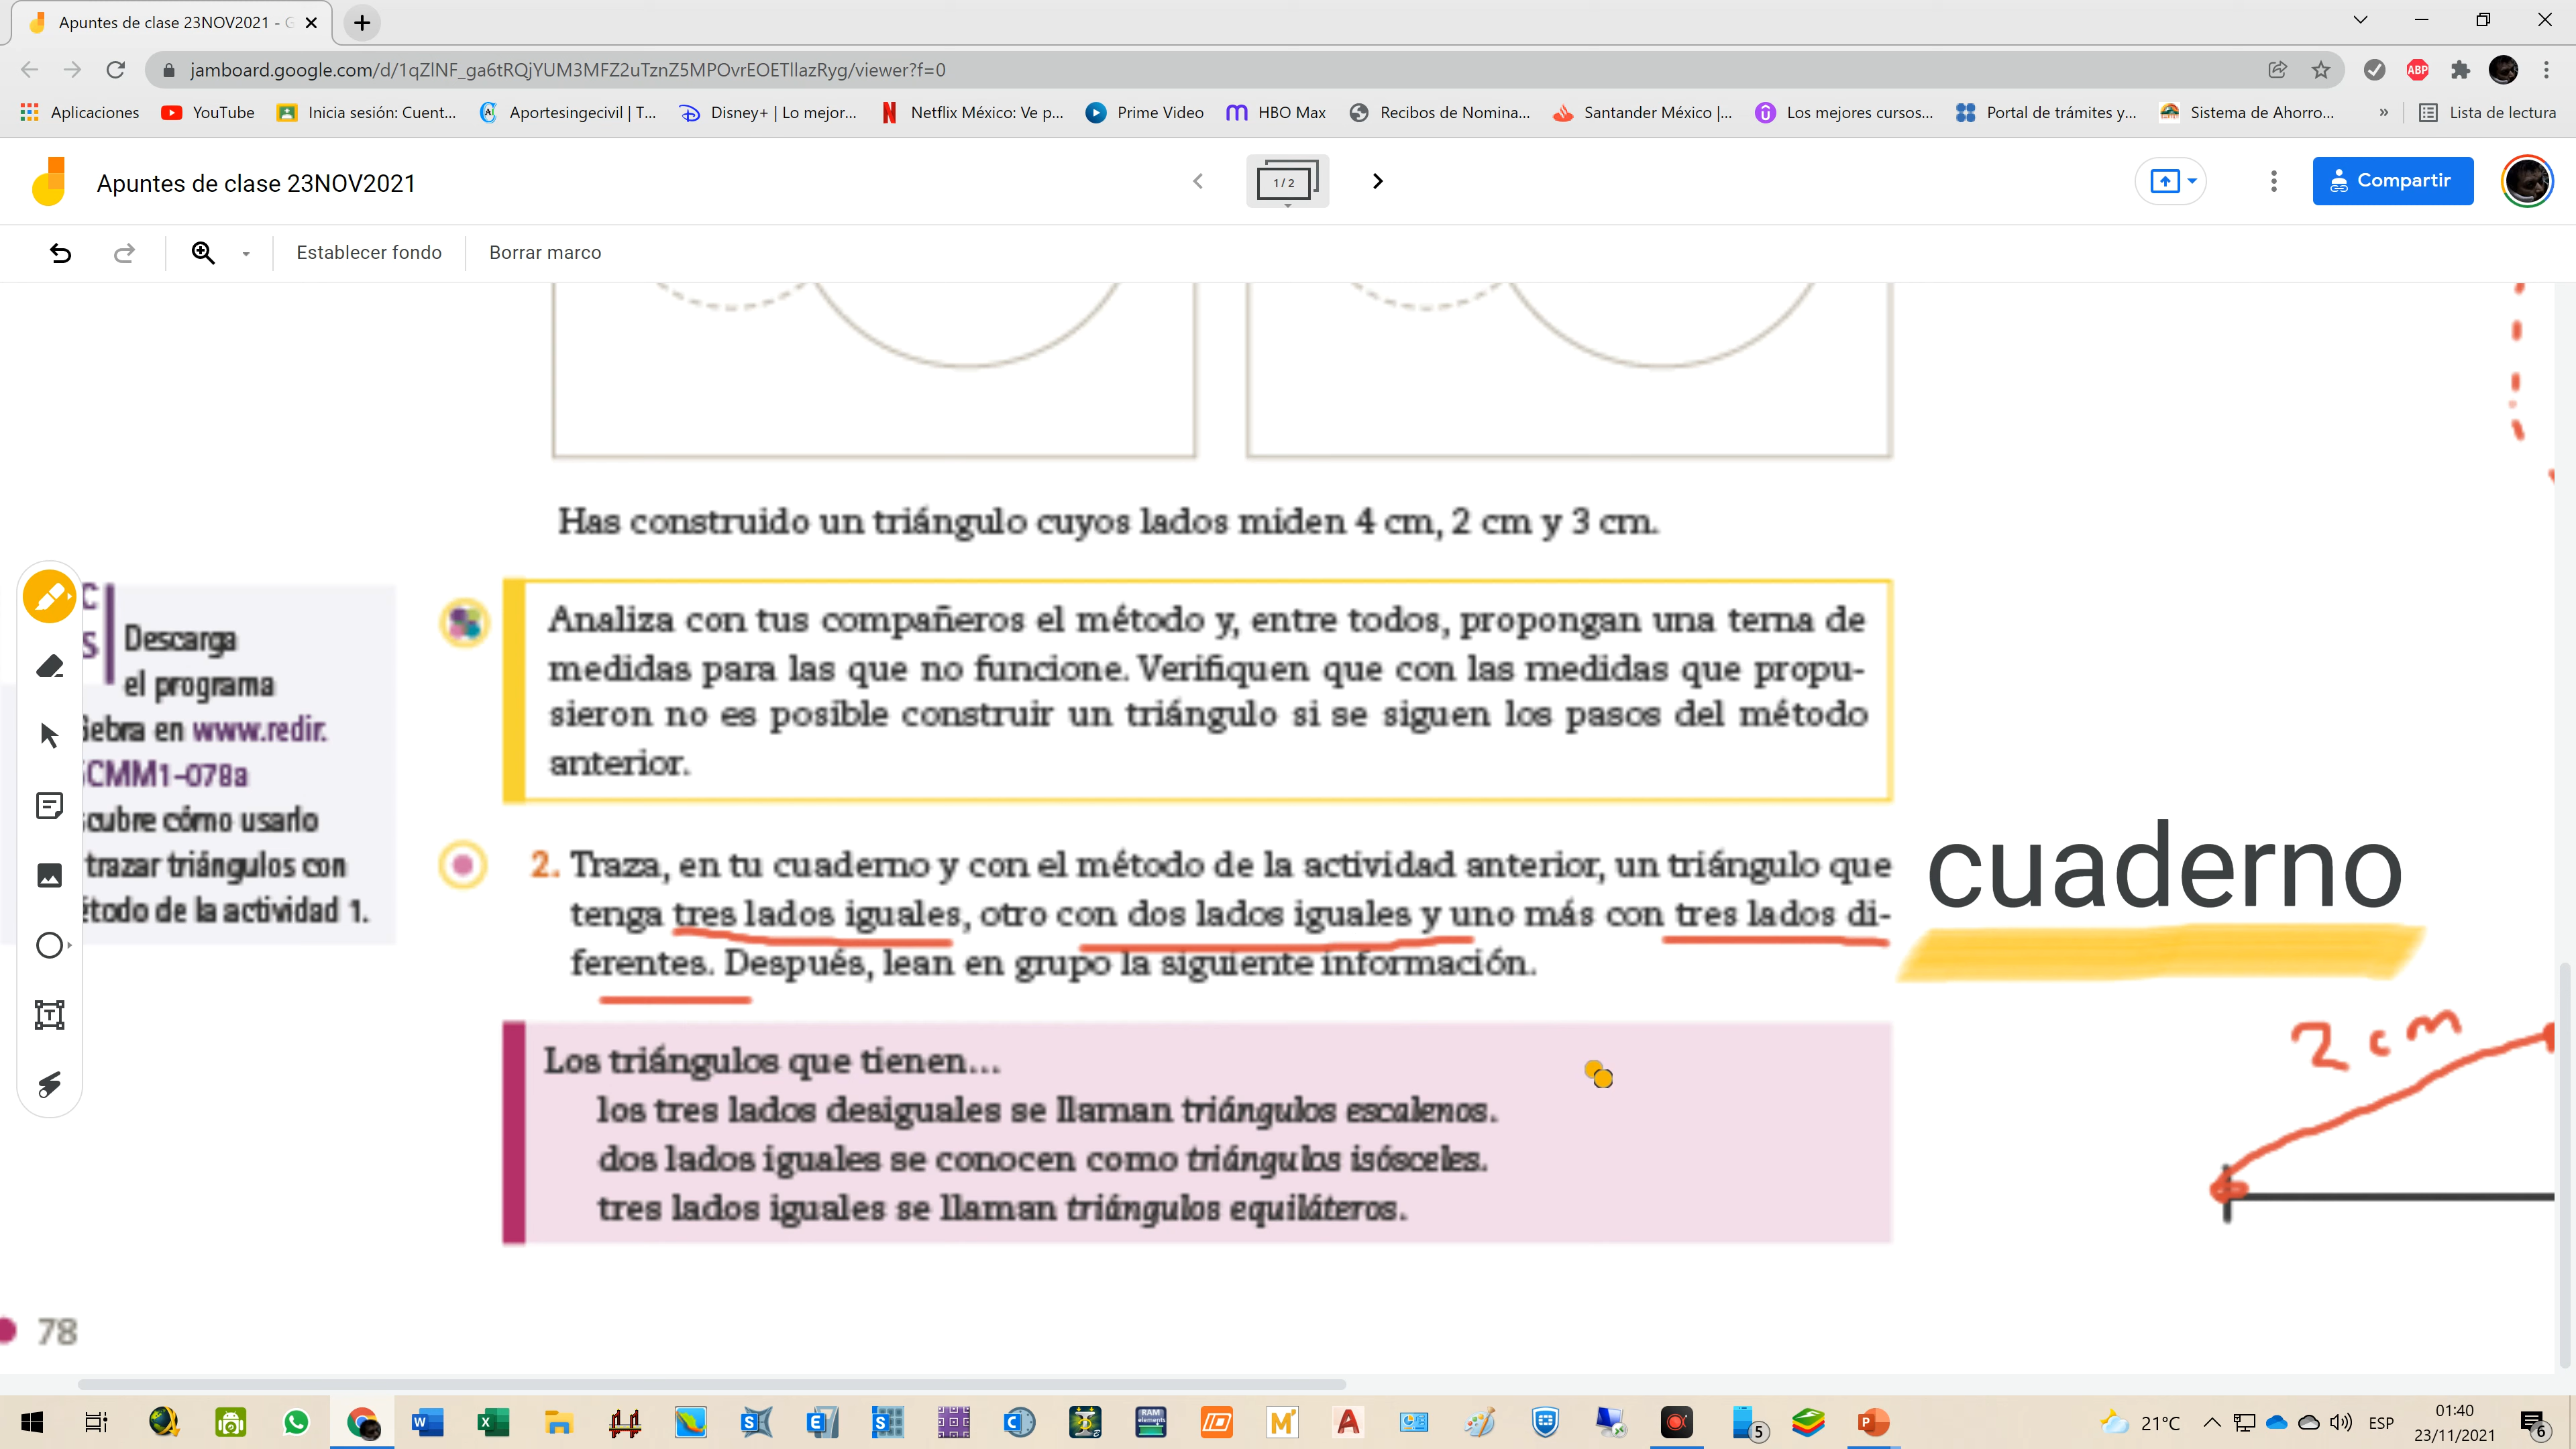 Apuntes de clase 23NOV2021 - G
jamboard.google.com/d/1qZlNF_ga6tRQjYUM3MFZ2uTznZ5MPOvrEOETllazRyg/viewer?f=0
ABP
Aplicaciones YouTube Inicia sesión: Cuent... Aportesingecivil | T... Disney+ | Lo mejor... Netflix México: Ve p... Prime Video HBO Max Recibos de Nomina... Santander México |... Los mejores cursos... Portal de trámites y... Sistema de Ahorro... » Lista de lectura
Apuntes de clase 23NOV2021
1 / 2
Compartir
Establecer fondo Borrar marco
Has construido un triángulo cuyos lados miden 4 cm, 2 cm y 3 cm.
C
S
Descarga
el programa
ebra en www.redir.
CMM1-078a
cubre cómo usarlo
trazar triángulos con
étodo de la actividad 1.
Analiza con tus compañeros el método y, entre todos, propongan una terna de
medidas para las que no funcione. Verifiquen que con las medidas que propu-
sieron no es posible construir un triángulo si se siguen los pasos del método
anterior.
2. Traza, en tu cuaderno y con el método de la actividad anterior, un triángulo que
tenga tres lados iguales, otro con dos lados iguales y uno más con tres lados di-
ferentes. Después, lean en grupo la siguiente información.
cuaderno
2 cm
Los triángulos que tienen...
los tres lados desiguales se llaman triángulos escalenos.
dos lados iguales se conocen como triángulos isósceles.
tres lados iguales se llaman triángulos equiláteros.
78
21°C
ESP
01:40
23/11/2021
5
6